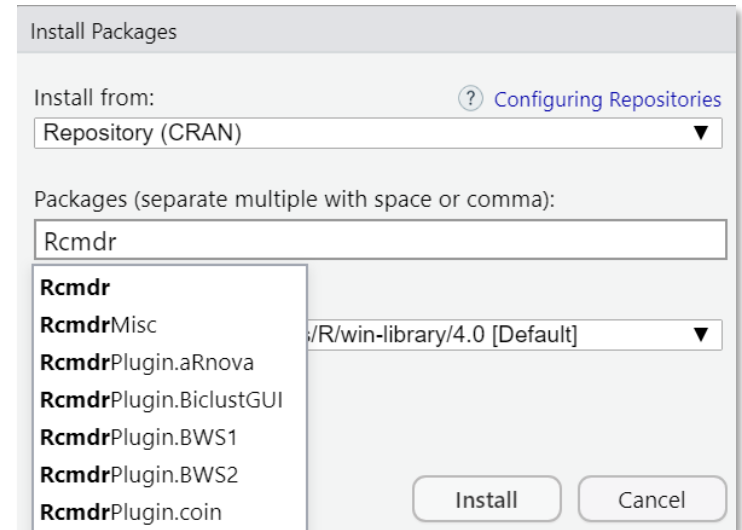 Install Packages
Install from:
? Configuring Repositories
Repository (CRAN)
Packages (separate multiple with space or comma):
Rcmdr
Rcmdr
RcmdrMisc
/R/win-library/4.0 [Default]
RcmdrPlugin.aRnova
RcmdrPlugin.BiclustGUI
RcmdrPlugin.BWS1
RcmdrPlugin.BWS2
RcmdrPlugin.coin
Install
Cancel